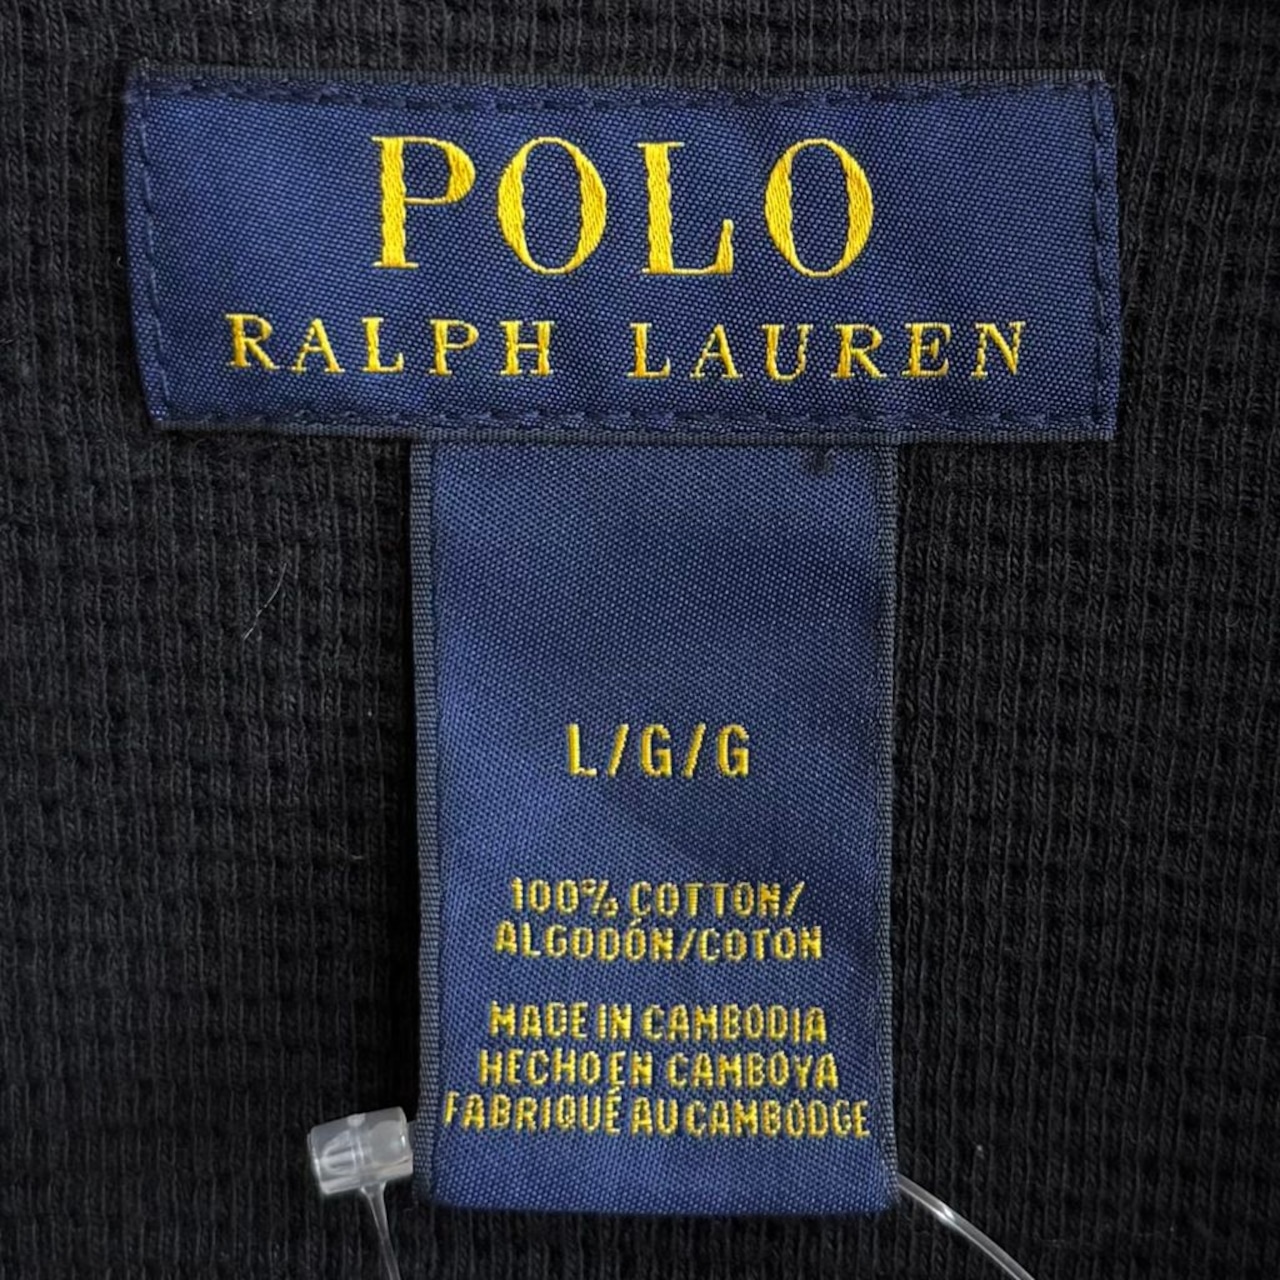 POLO
RALPH LAUREN
L/G/G
100% COTTON/
ALGODÓN/COTON
MADE IN CAMBODIA
HECHO EN CAMBOYA
FABRIQUÉ AU CAMBODGE